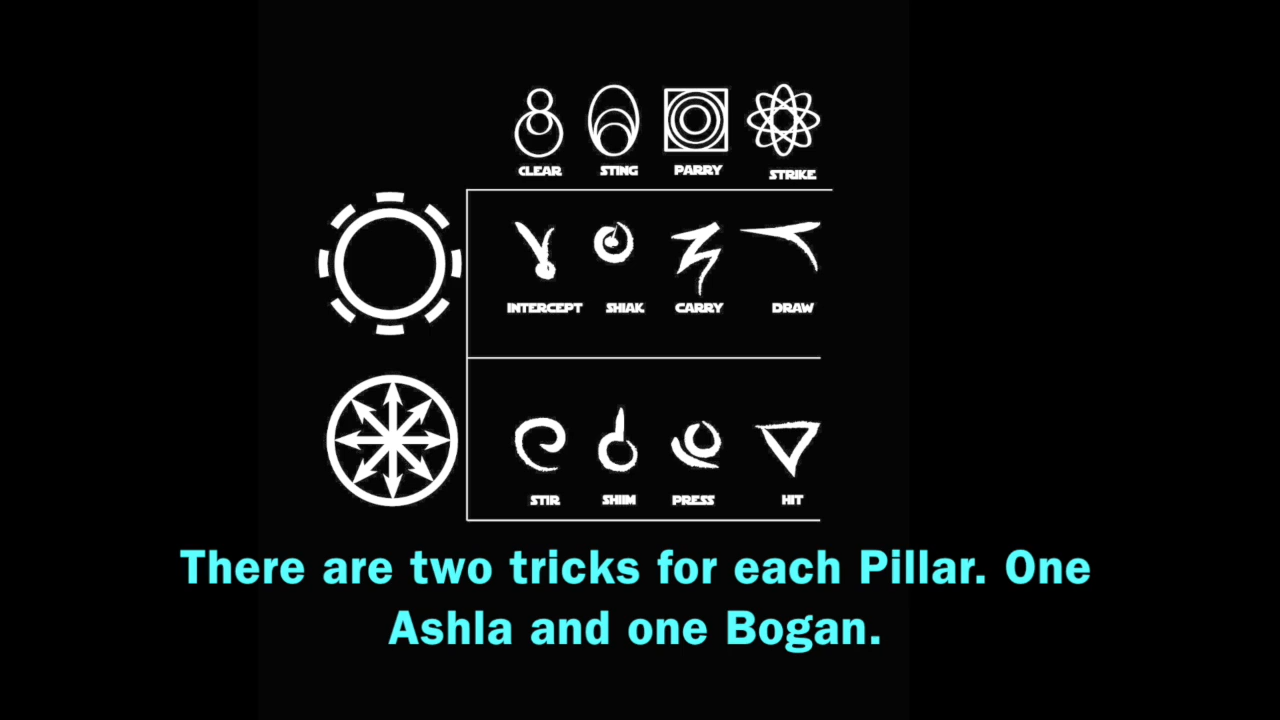 CLEAR STING PARRY STRIKE
INTERCEPT SHIAK CARRY DRAW
STIR SHIIM PRESS HIT
There are two tricks for each Pillar. One
Ashla and one Bogan.